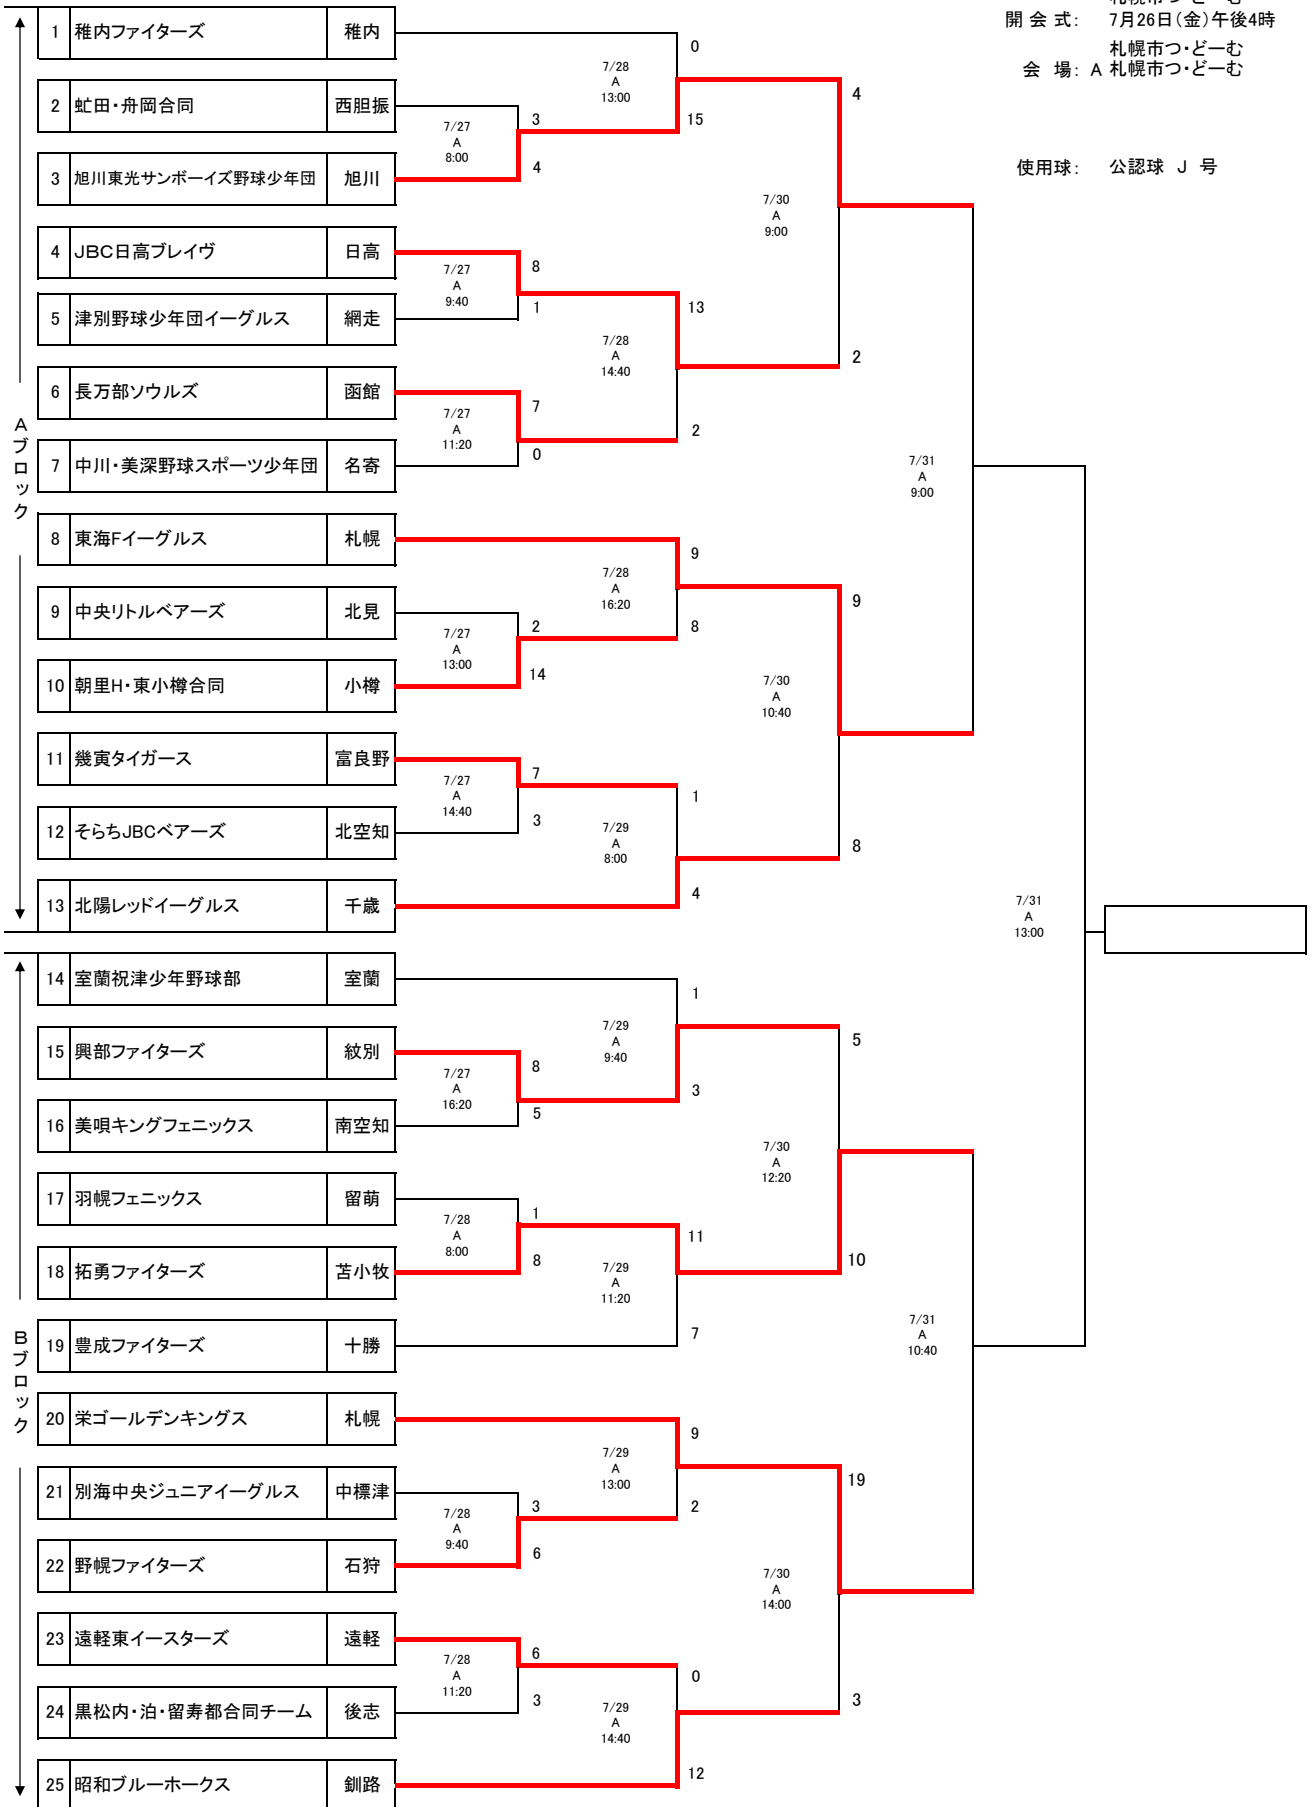 札幌市つ・どーむ
開 会 式： 7月26日(金)午後4時
札幌市つ・どーむ
会 場： A 札幌市つ・どーむ
使用球： 公認球 J 号
Aブロック
1 稚内ファイターズ 稚内
0
7/28
A
13:00
4
2 虻田・舟岡合同 西胆振
3
15
7/27
A
8:00
4
3 旭川東光サンボーイズ野球少年団 旭川
7/30
A
9:00
4 JBC日高ブレイヴ 日高
8
7/27
A
9:40
1
13
5 津別野球少年団イーグルス 網走
7/28
A
14:40
2
6 長万部ソウルズ 函館
7
7/27
A
11:20
0
2
7 中川・美深野球スポーツ少年団 名寄
7/31
A
9:00
8 東海Fイーグルス 札幌
9
7/28
A
16:20
9
9 中央リトルベアーズ 北見
2
8
7/27
A
13:00
14
10 朝里H・東小樽合同 小樽
7/30
A
10:40
11 幾寅タイガース 富良野
7
7/27
A
14:40
3
1
12 そらちJBCベアーズ 北空知
7/29
A
8:00
8
13 北陽レッドイーグルス 千歳
4
7/31
A
13:00
Bブロック
14 室蘭祝津少年野球部 室蘭
1
7/29
A
9:40
5
15 興部ファイターズ 紋別
8
7/27
A
16:20
5
3
16 美唄キングフェニックス 南空知
7/30
A
12:20
17 羽幌フェニックス 留萌
1
7/28
A
8:00
8
11
18 拓勇ファイターズ 苫小牧
7/29
A
11:20
10
19 豊成ファイターズ 十勝
7
7/31
A
10:40
20 栄ゴールデンキングス 札幌
9
7/29
A
13:00
19
21 別海中央ジュニアイーグルス 中標津
3
2
7/28
A
9:40
6
22 野幌ファイターズ 石狩
7/30
A
14:00
23 遠軽東イースターズ 遠軽
6
7/28
A
11:20
3
0
24 黒松内・泊・留寿都合同チーム 後志
7/29
A
14:40
3
25 昭和ブルーホークス 釧路
12